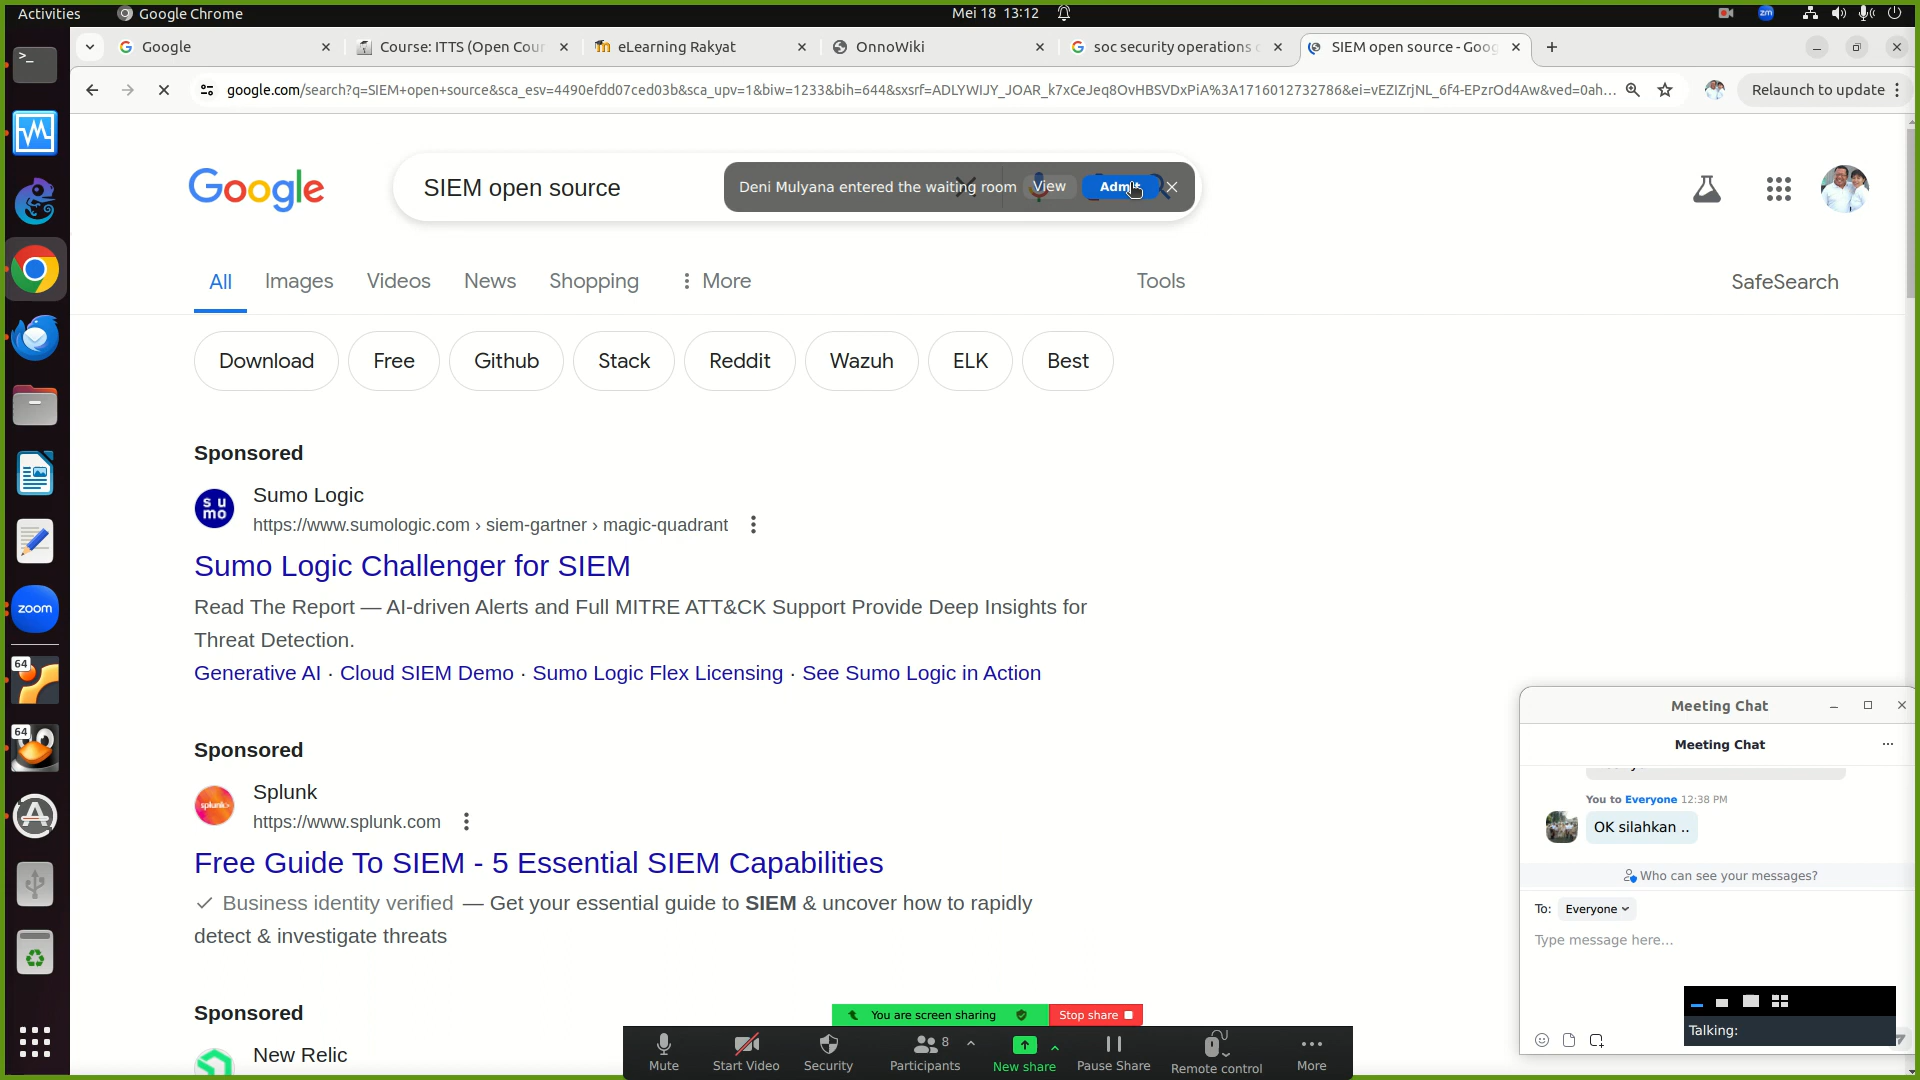 Activities
Google Chrome
Mei 18 13:12
zm
Google
Course: ITTS (Open Cour
eLearning Rakyat
OnnoWiki
soc security operations c
SIEM open source - Goog
google.com/search?q=SIEM+open+source&sca_esv=4490efdd07ced03b&sca_upv=1&biw=1233&bih=644&sxsrf=ADLYWIJY_JOAR_k7xCeJeq8OvHBSVDxPiA%3A1716012732786&ei=vEZIZrjNL_6f4-EPzrOd4Aw&ved=0ah...
Relaunch to update
Google
SIEM open source
Deni Mulyana entered the waiting room
View
Admit
All
Images
Videos
News
Shopping
More
Tools
SafeSearch
Download
Free
Github
Stack
Reddit
Wazuh
ELK
Best
Sponsored
sumo
Sumo Logic
https://www.sumologic.com › siem-gartner › magic-quadrant
Sumo Logic Challenger for SIEM
Read The Report — AI-driven Alerts and Full MITRE ATT&CK Support Provide Deep Insights for
Threat Detection.
Generative AI · Cloud SIEM Demo · Sumo Logic Flex Licensing · See Sumo Logic in Action
Sponsored
splunk>
Splunk
https://www.splunk.com
Free Guide To SIEM - 5 Essential SIEM Capabilities
Business identity verified — Get your essential guide to SIEM & uncover how to rapidly
detect & investigate threats
Sponsored
New Relic
zoom
64
64
Meeting Chat
Meeting Chat
You to Everyone 12:38 PM
OK silahkan ..
Who can see your messages?
To: Everyone
Type message here...
Talking:
You are screen sharing
Stop share
Mute
Start Video
Security
Participants
8
New share
Pause Share
Remote control
More